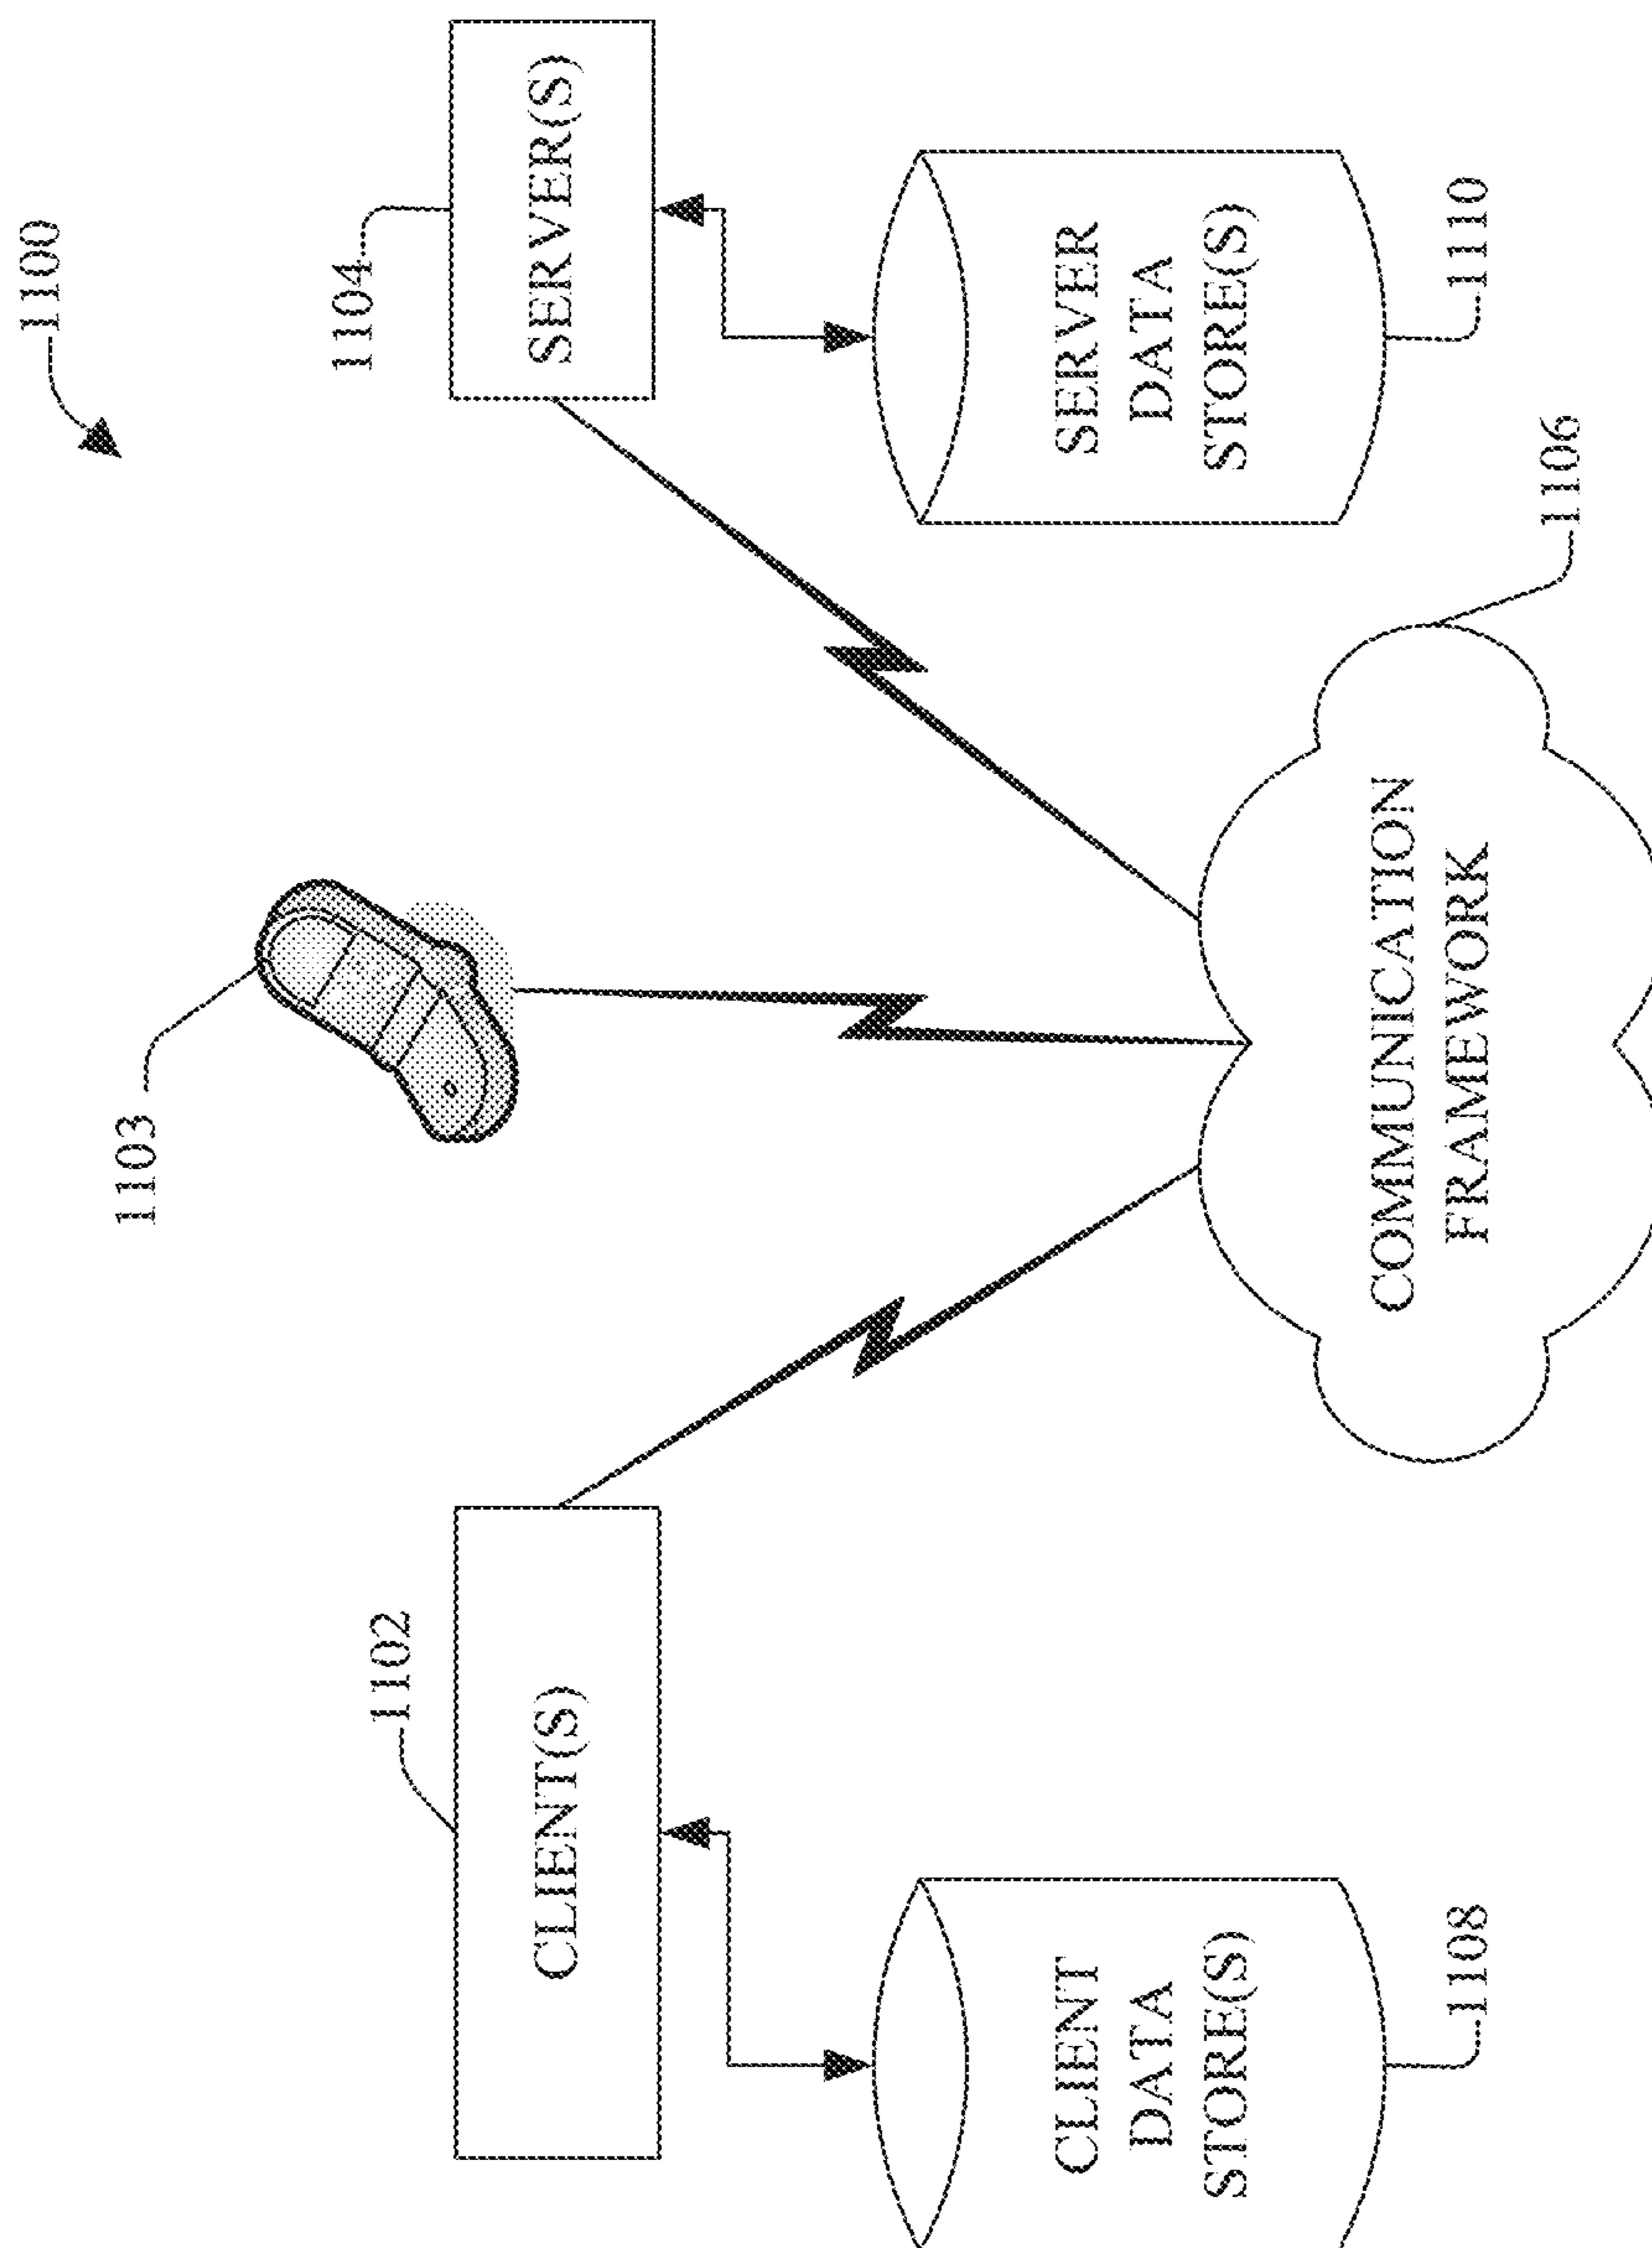 1100
1103
1102
1104
CLIENT(S)
SERVER(S)
CLIENT
DATA
STORE(S)
SERVER
DATA
STORE(S)
COMMUNICATION
FRAMEWORK
1108
1110
1106